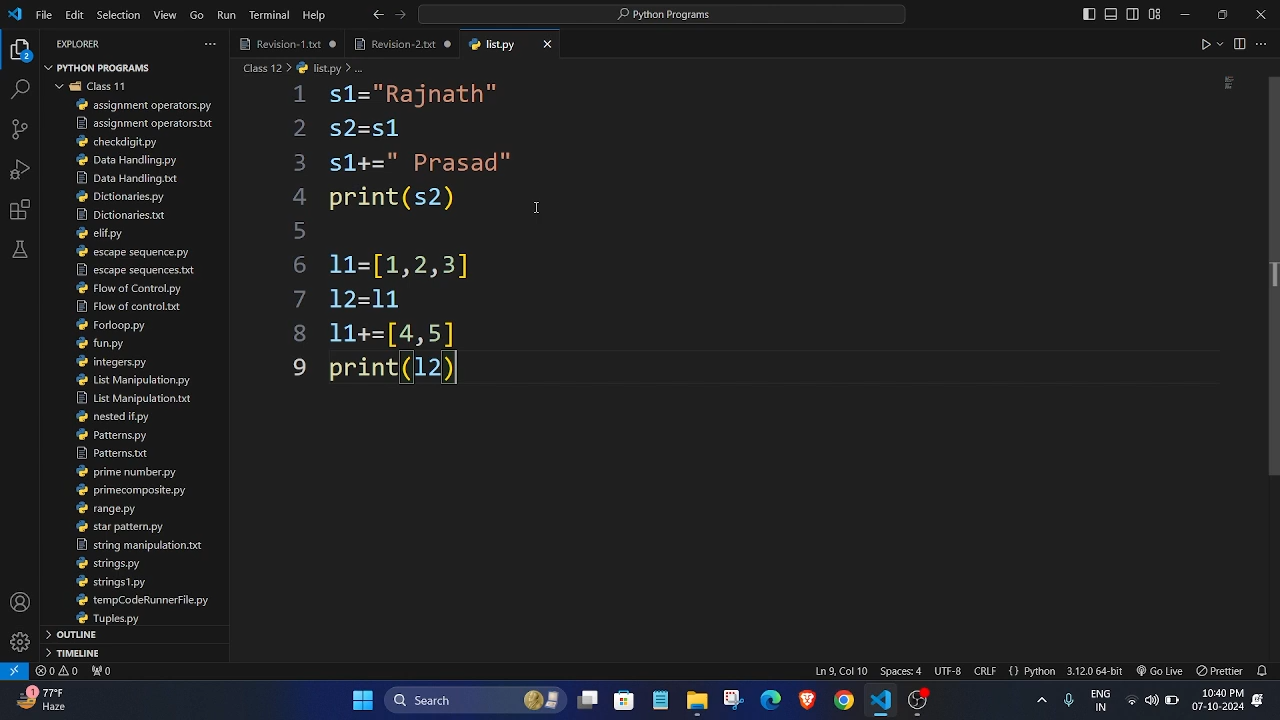 File Edit Selection View Go Run Terminal Help
Python Programs
EXPLORER
Revision-1.txt
Revision-2.txt
list.py
PYTHON PROGRAMS
Class 12 > list.py > ...
Class 11
assignment operators.py
assignment operators.txt
checkdigit.py
Data Handling.py
Data Handling.txt
Dictionaries.py
Dictionaries.txt
elif.py
escape sequence.py
escape sequences.txt
Flow of Control.py
Flow of control.txt
Forloop.py
fun.py
integers.py
List Manipulation.py
List Manipulation.txt
nested if.py
Patterns.py
Patterns.txt
prime number.py
primecomposite.py
range.py
star pattern.py
string manipulation.txt
strings.py
strings1.py
tempCodeRunnerFile.py
Tuples.py
OUTLINE
TIMELINE
1 s1="Rajnath"
2 s2=s1
3 s1+=" Prasad"
4 print(s2)
5
6 l1=[1,2,3]
7 l2=l1
8 l1+=[4,5]
9 print(l2)
2
0 0 0
Ln 9, Col 10 Spaces: 4 UTF-8 CRLF {} Python 3.12.0 64-bit Go Live Prettier
1
77°F
Haze
Search
ENG
IN
10:40 PM
07-10-2024